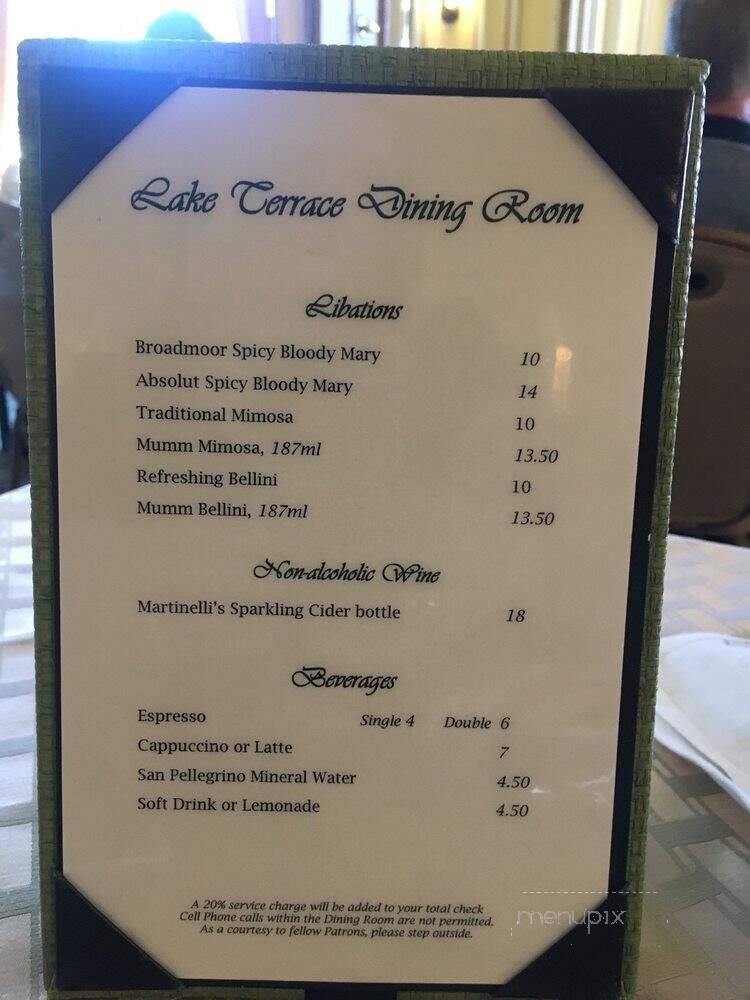 Lake Terrace Dining Room
Libations
Broadmoor Spicy Bloody Mary 10
Absolut Spicy Bloody Mary 14
Traditional Mimosa 10
Mumm Mimosa, 187ml 13.50
Refreshing Bellini 10
Mumm Bellini, 187ml 13.50
Non-alcoholic Wine
Martinelli's Sparkling Cider bottle 18
Beverages
Espresso Single 4 Double 6
Cappuccino or Latte 7
San Pellegrino Mineral Water 4.50
Soft Drink or Lemonade 4.50
A 20% service charge will be added to your total check
Cell Phone calls within the Dining Room are not permitted.
As a courtesy to fellow Patrons, please step outside.
menupix